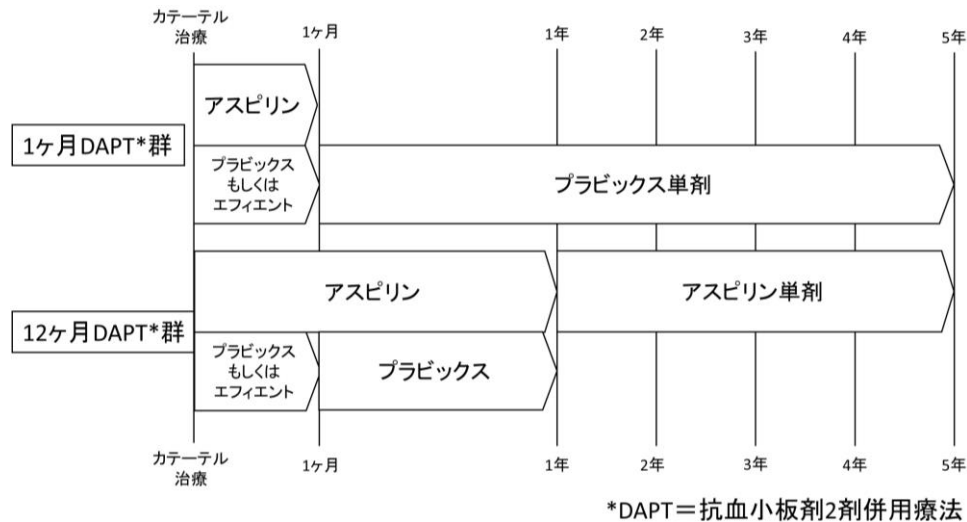 カテーテル
治療
1ヶ月
1年
2年
3年
4年
5年
1ヶ月DAPT*群
アスピリン
プラビックス
もしくは
エフィエント
プラビックス単剤
12ヶ月DAPT*群
アスピリン
アスピリン単剤
プラビックス
もしくは
エフィエント
プラビックス
カテーテル
治療
1ヶ月
1年
2年
3年
4年
5年
*DAPT＝抗血小板剤2剤併用療法